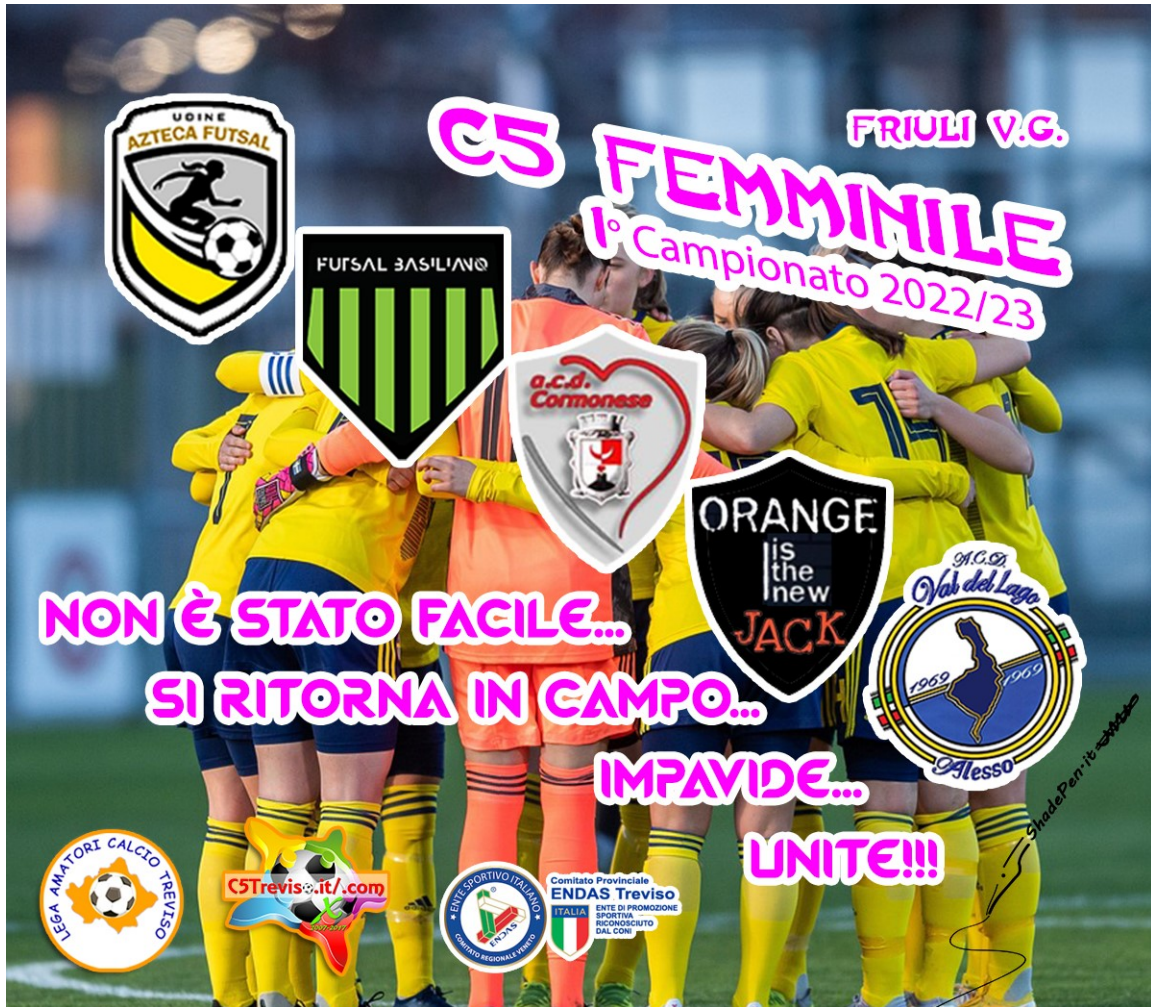 UDINE
AZTECA FUTSAL
C5 FEMMINILE
FRIULI V.G.
1° Campionato 2022/23
FUTSAL BASILIANO
a.c.d.
Cormonese
ORANGE
is
the
new
JACK
A.C.D.
Val del Lago
1969 1969
Alesso
14
NON È STATO FACILE...
SI RITORNA IN CAMPO...
IMPAVIDE...
UNITE!!!
ShadePen.it
LEGA AMATORI CALCIO TREVISO
C5Treviso.it/.com
2007-2017
ENTE SPORTIVO ITALIANO
ENDAS
COMITATO REGIONALE VENETO
Comitato Provinciale
ENDAS Treviso
ITALIA
ENTE DI PROMOZIONE
SPORTIVA
RICONOSCIUTO
DAL CONI